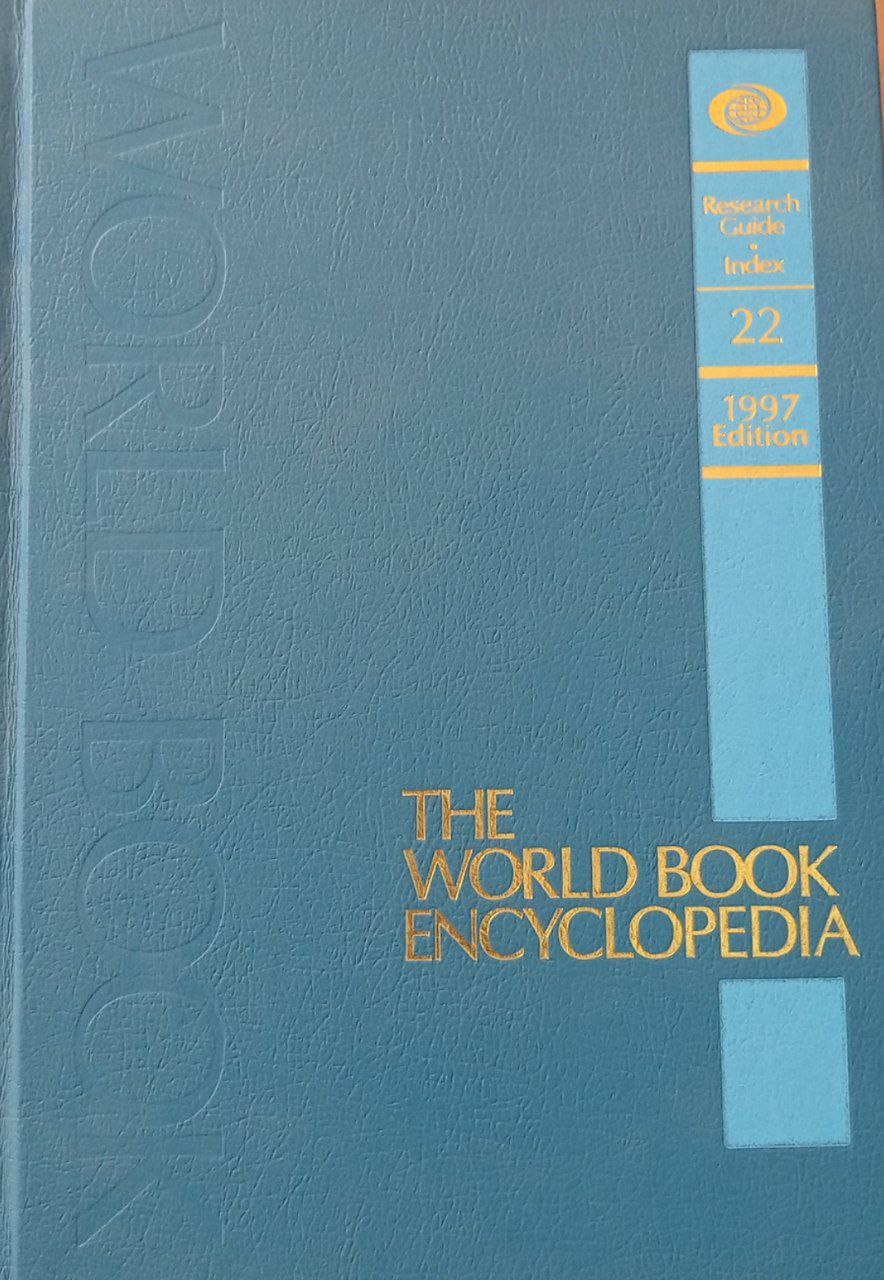 WORLD BOOK
Research
Guide
•
Index
22
1997
Edition
THE
WORLD BOOK
ENCYCLOPEDIA